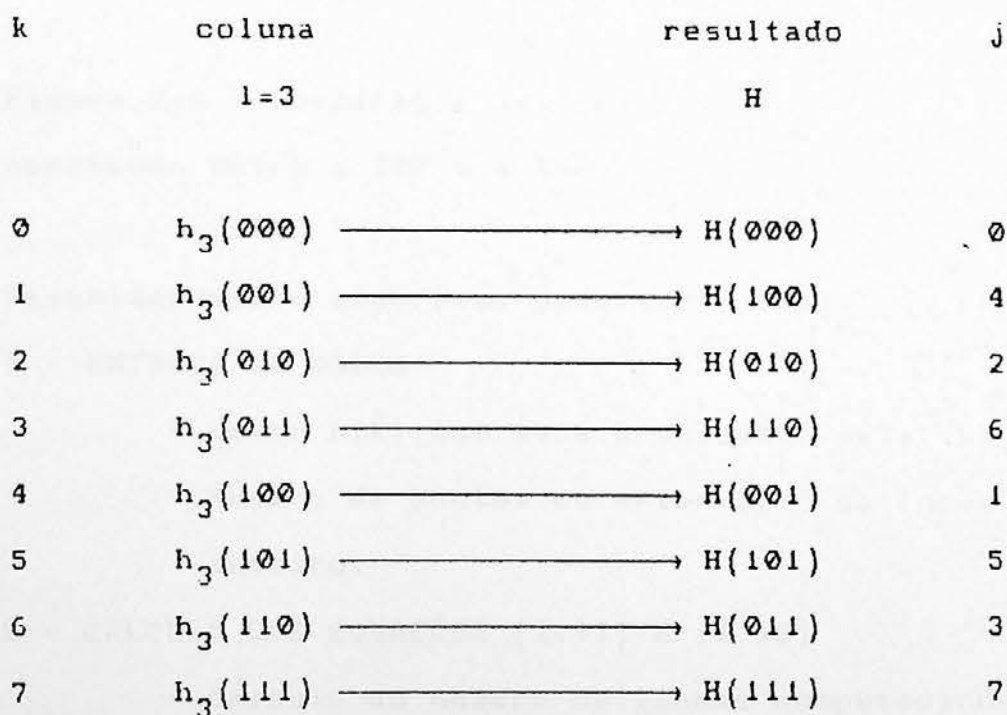 k coluna resultado j
l=3 H
0 h₃(000) → H(000) 0
1 h₃(001) → H(100) 4
2 h₃(010) → H(010) 2
3 h₃(011) → H(110) 6
4 h₃(100) → H(001) 1
5 h₃(101) → H(101) 5
6 h₃(110) → H(011) 3
7 h₃(111) → H(111) 7